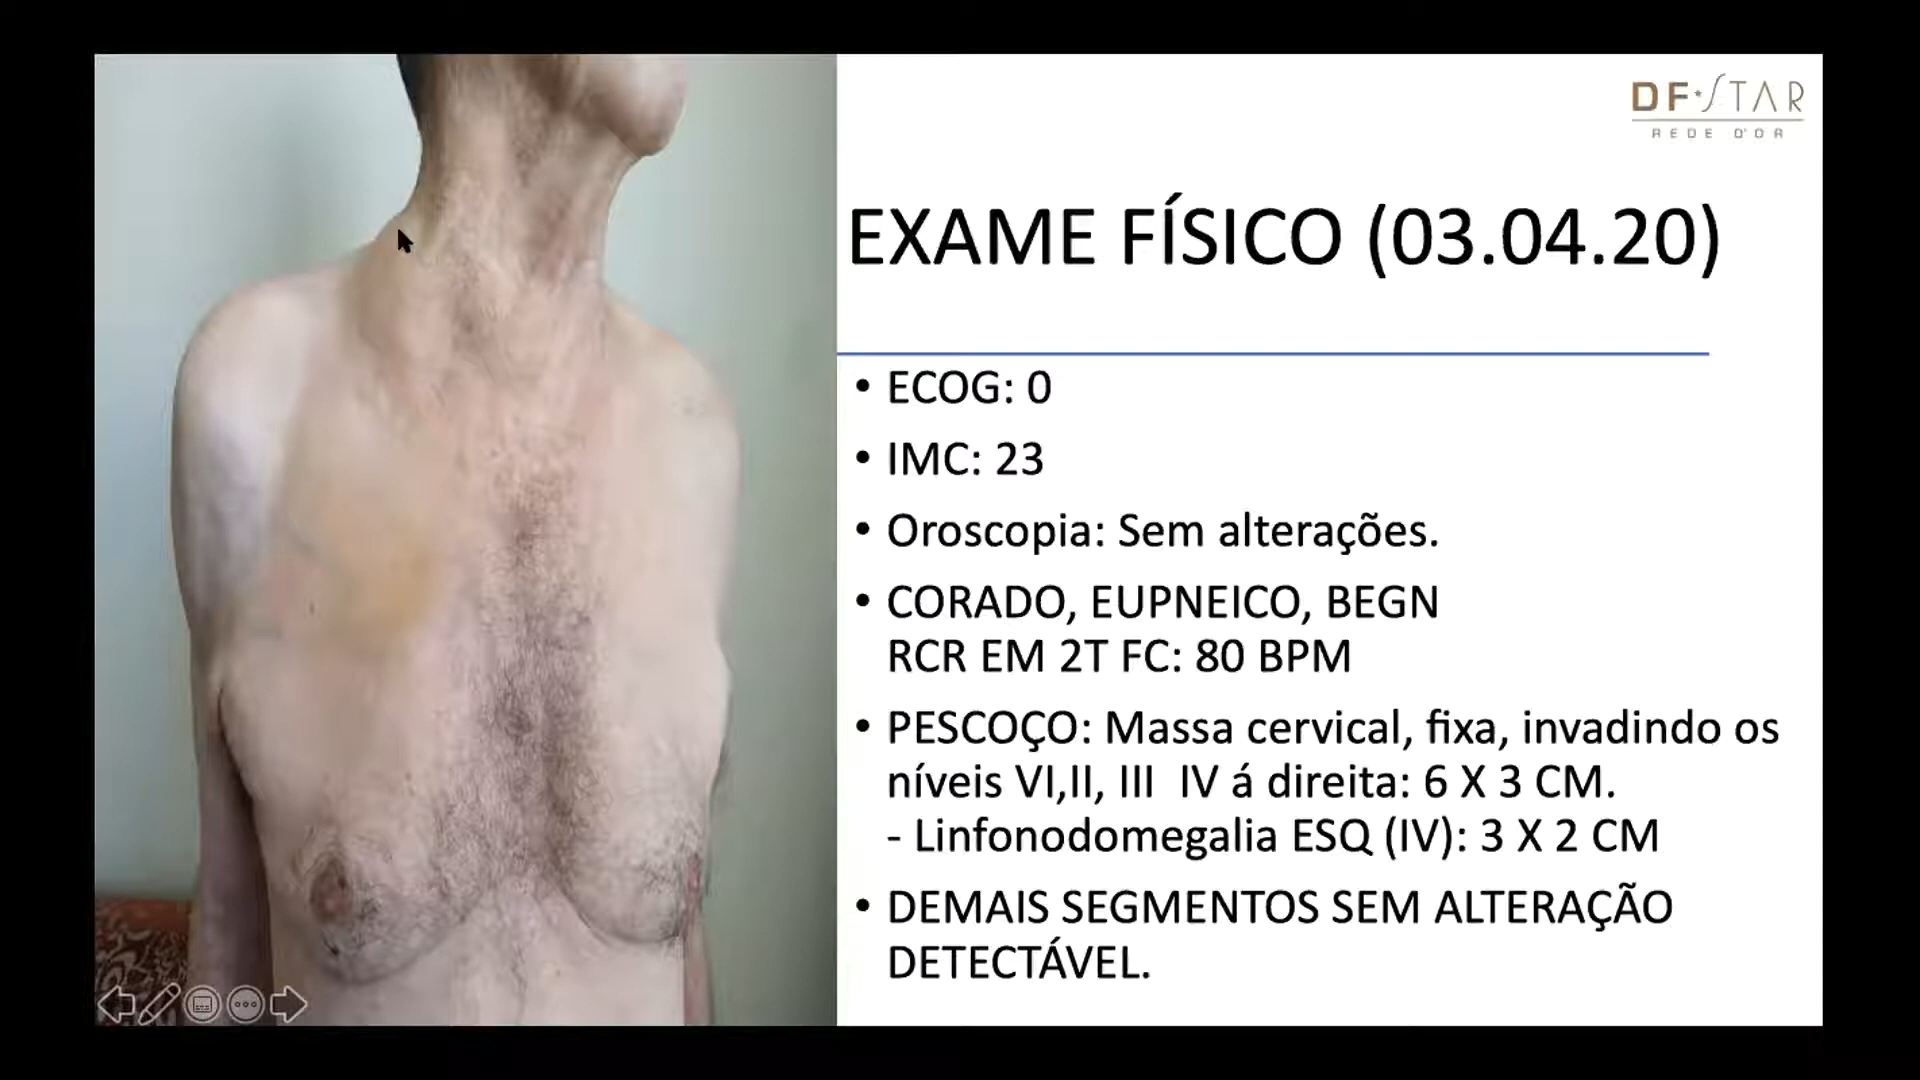 DF★STAR
REDE D'OR
EXAME FÍSICO (03.04.20)
• ECOG: 0
• IMC: 23
• Oroscopia: Sem alterações.
• CORADO, EUPNEICO, BEGN
RCR EM 2T FC: 80 BPM
• PESCOÇO: Massa cervical, fixa, invadindo os
níveis VI,II, III IV á direita: 6 X 3 CM.
- Linfonodomegalia ESQ (IV): 3 X 2 CM
• DEMAIS SEGMENTOS SEM ALTERAÇÃO
DETECTÁVEL.